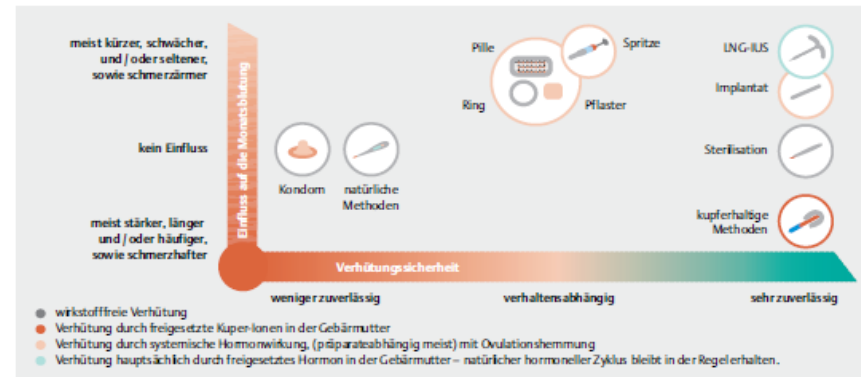 meist kürzer, schwächer,
und / oder seltener,
sowie schmerzärmer
kein Einfluss
meist stärker, länger
und / oder häufiger,
sowie schmerzhafter
Einfluss auf die Monatsblutung
Pille
Spritze
Ring
Pflaster
LNG-IUS
Implantat
Sterilisation
kupferhaltige
Methoden
Kondom
natürliche
Methoden
Verhütungssicherheit
weniger zuverlässig
verhaltensabhängig
sehr zuverlässig
wirkstofffreie Verhütung
Verhütung durch freigesetzte Kuper-Ionen in der Gebärmutter
Verhütung durch systemische Hormonwirkung, (präparateabhängig meist) mit Ovulationshemmung
Verhütung hauptsächlich durch freigesetztes Hormon in der Gebärmutter – natürlicher hormoneller Zyklus bleibt in der Regel erhalten.